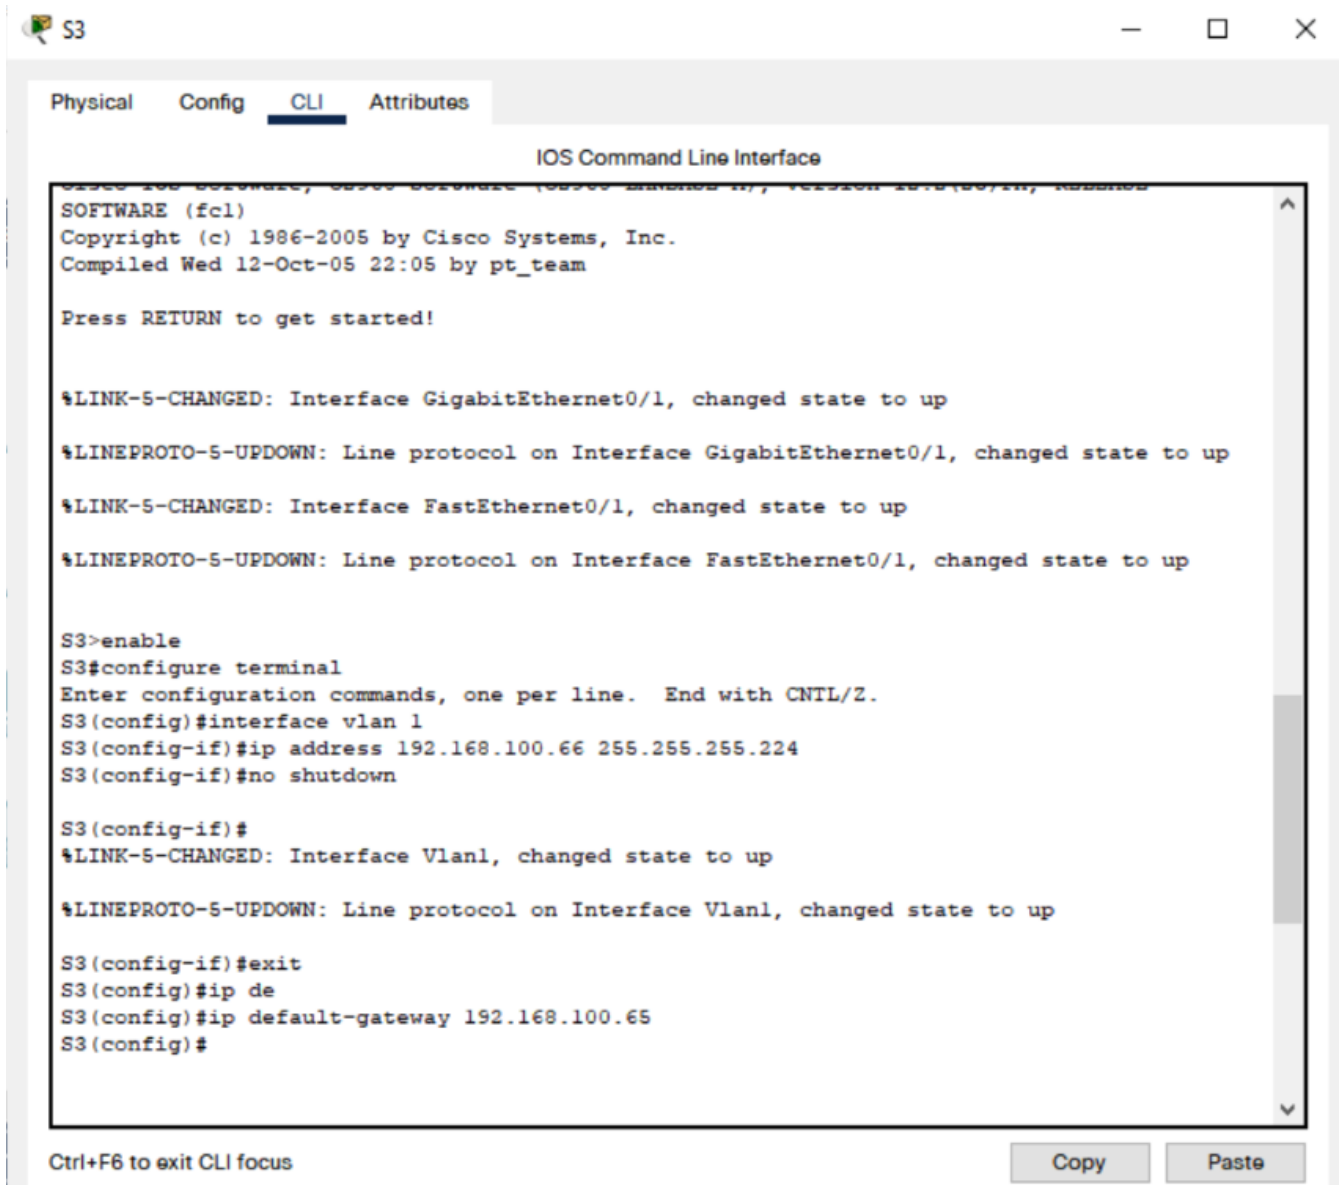 S3
Physical Config CLI Attributes
IOS Command Line Interface
SOFTWARE (fc1)
Copyright (c) 1986-2005 by Cisco Systems, Inc.
Compiled Wed 12-Oct-05 22:05 by pt_team
Press RETURN to get started!
%LINK-5-CHANGED: Interface GigabitEthernet0/1, changed state to up
%LINEPROTO-5-UPDOWN: Line protocol on Interface GigabitEthernet0/1, changed state to up
%LINK-5-CHANGED: Interface FastEthernet0/1, changed state to up
%LINEPROTO-5-UPDOWN: Line protocol on Interface FastEthernet0/1, changed state to up
S3>enable
S3#configure terminal
Enter configuration commands, one per line.  End with CNTL/Z.
S3(config)#interface vlan 1
S3(config-if)#ip address 192.168.100.66 255.255.255.224
S3(config-if)#no shutdown
S3(config-if)#
%LINK-5-CHANGED: Interface Vlan1, changed state to up
%LINEPROTO-5-UPDOWN: Line protocol on Interface Vlan1, changed state to up
S3(config-if)#exit
S3(config)#ip de
S3(config)#ip default-gateway 192.168.100.65
S3(config)#
Ctrl+F6 to exit CLI focus
Copy Paste